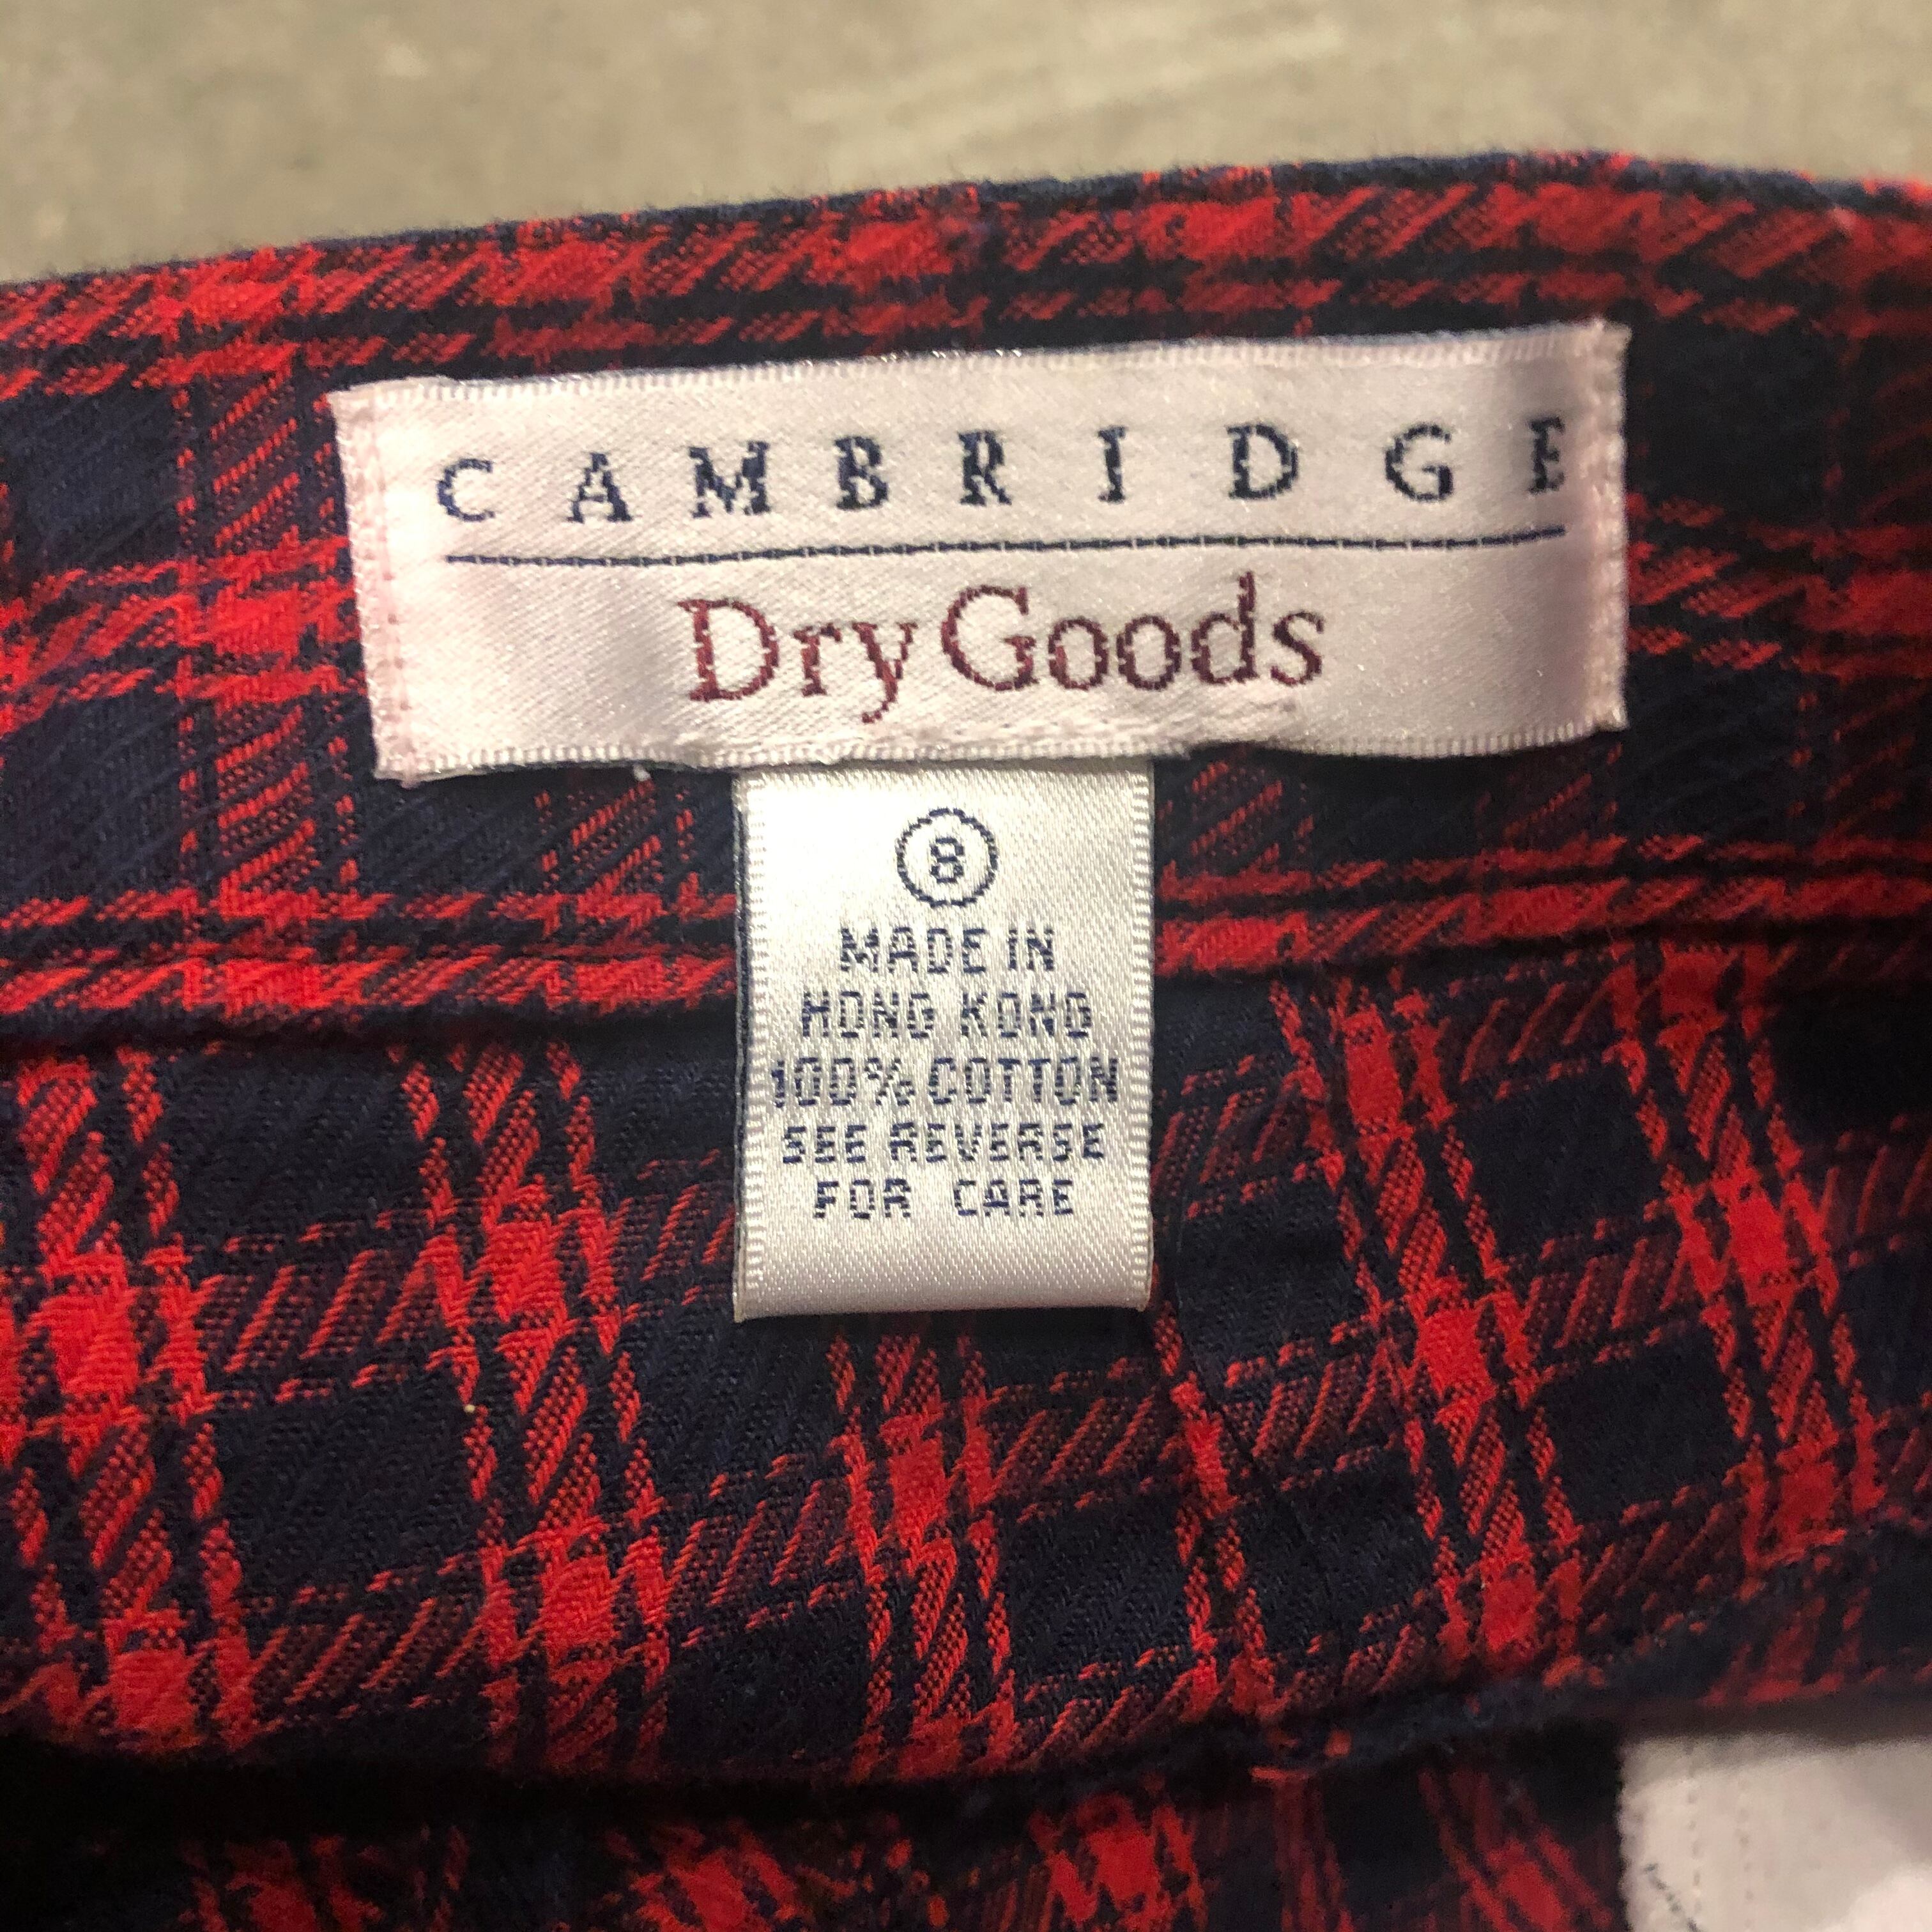 CAMBRIDGE
Dry Goods
8
MADE IN
HONG KONG
100% COTTON
SEE REVERSE
FOR CARE